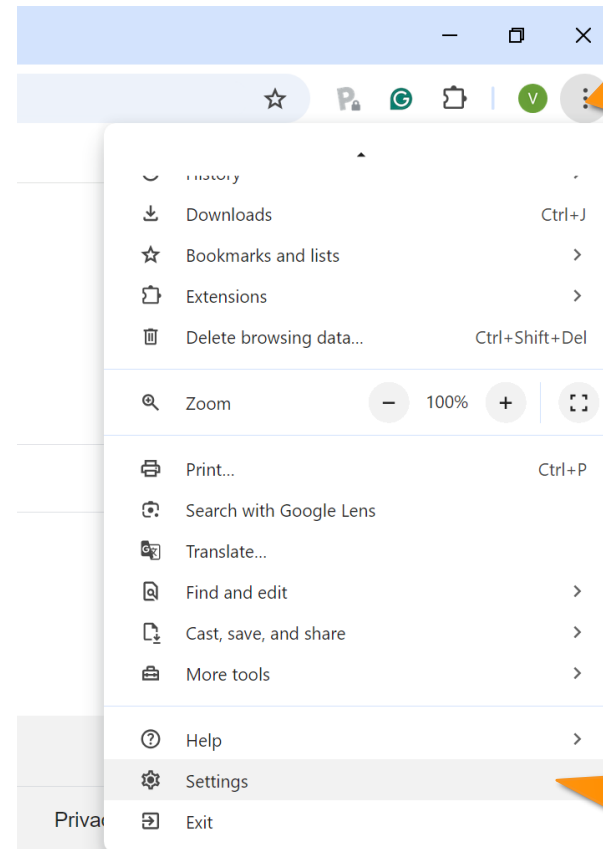 V
History
Downloads Ctrl+J
Bookmarks and lists
Extensions
Delete browsing data... Ctrl+Shift+Del
Zoom 100%
Print... Ctrl+P
Search with Google Lens
Translate...
Find and edit
Cast, save, and share
More tools
Help
Settings
Exit